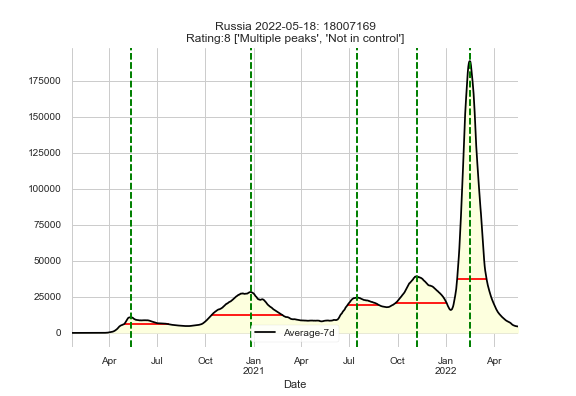 Russia 2022-05-18: 18007169
Rating:8 ['Multiple peaks', 'Not in control']
175000
150000
125000
100000
75000
50000
25000
0
Average-7d
Apr
Jul
Oct
Jan
2021
Apr
Jul
Oct
Jan
2022
Apr
Date